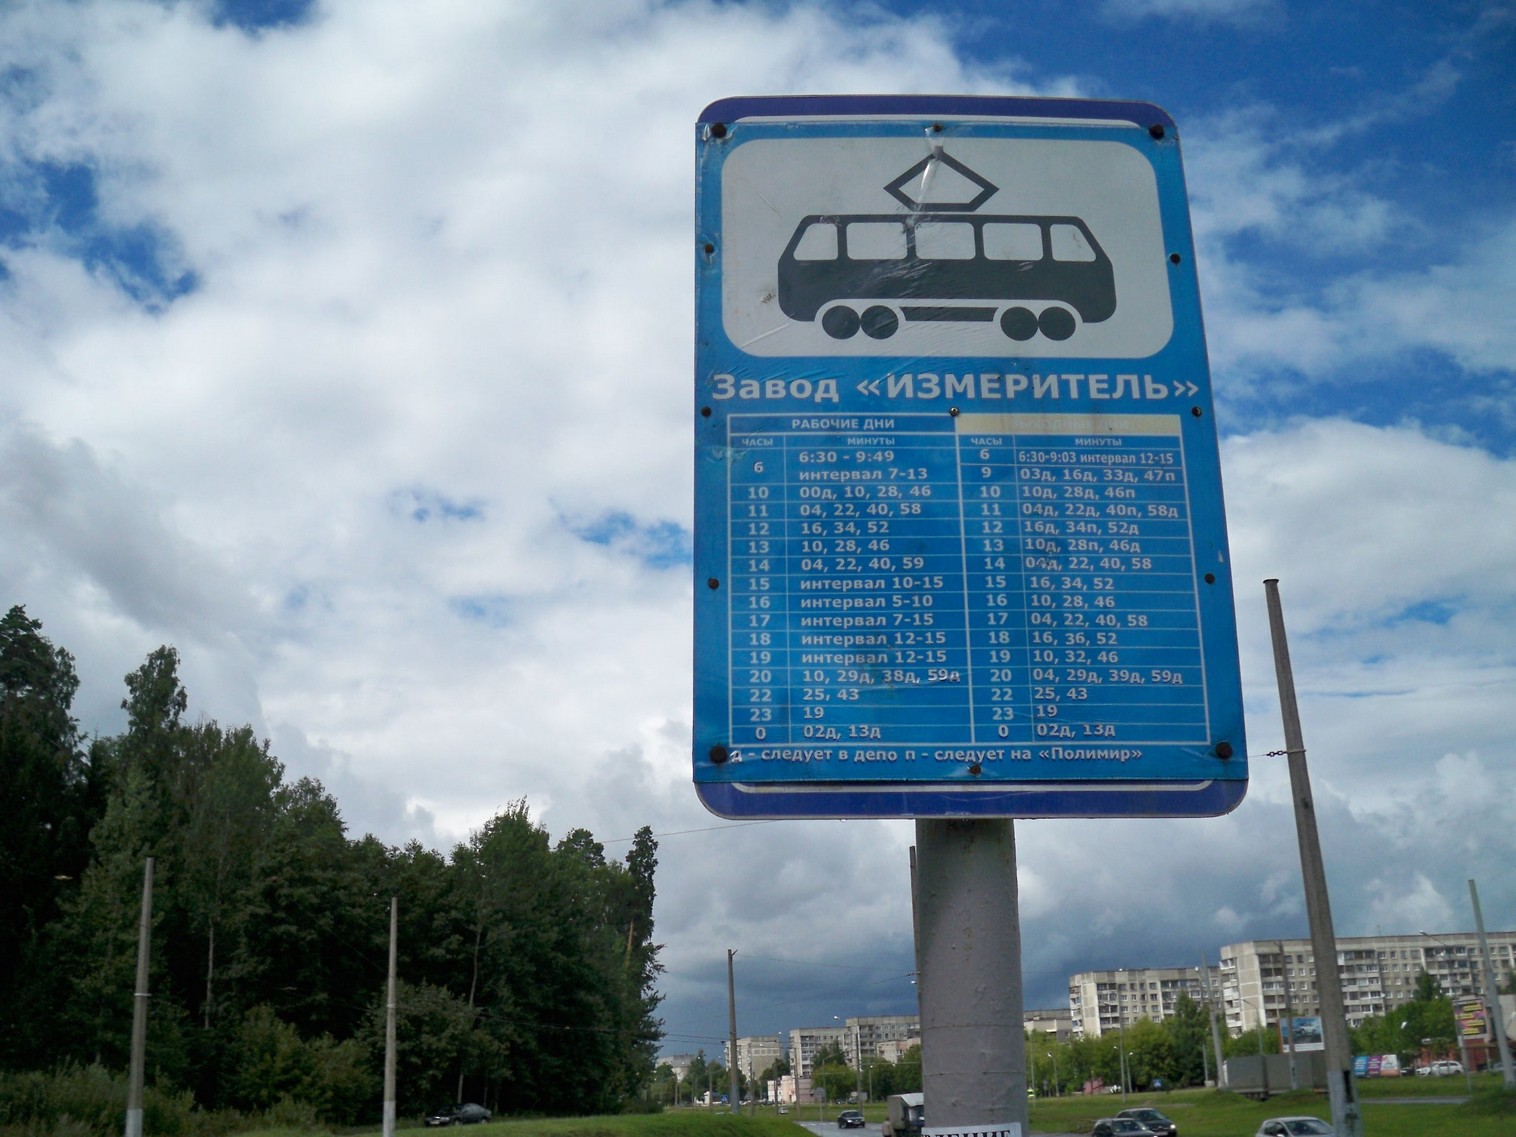 Завод «ИЗМЕРИТЕЛЬ»
РАБОЧИЕ ДНИ
ЧАСЫ МИНУТЫ ЧАСЫ МИНУТЫ
6 6:30 - 9:49 интервал 7-13 6 6:30-9:03 интервал 12-15
9 03д, 16д, 33д, 47п
10 00д, 10, 28, 46 10 10д, 28д, 46п
11 04, 22, 40, 58 11 04д, 22д, 40п, 58д
12 16, 34, 52 12 16д, 34п, 52д
13 10, 28, 46 13 10д, 28п, 46д
14 04, 22, 40, 59 14 04д, 22, 40, 58
15 интервал 10-15 15 16, 34, 52
16 интервал 5-10 16 10, 28, 46
17 интервал 7-15 17 04, 22, 40, 58
18 интервал 12-15 18 16, 36, 52
19 интервал 12-15 19 10, 32, 46
20 10, 29д, 38д, 59д 20 04, 29д, 39д, 59д
22 25, 43 22 25, 43
23 19 23 19
0 02д, 13д 0 02д, 13д
д - следует в депо п - следует на «Полимир»